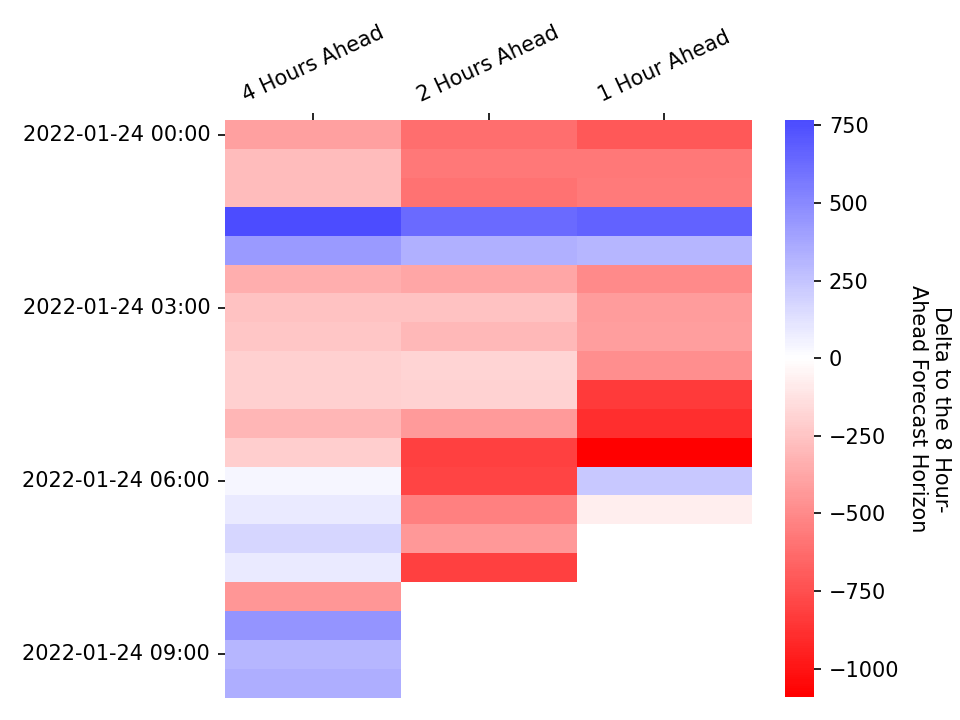 4 Hours Ahead
2 Hours Ahead
1 Hour Ahead
2022-01-24 00:00
2022-01-24 03:00
2022-01-24 06:00
2022-01-24 09:00
750
500
250
0
−250
−500
−750
−1000
Delta to the 8 Hour-
Ahead Forecast Horizon